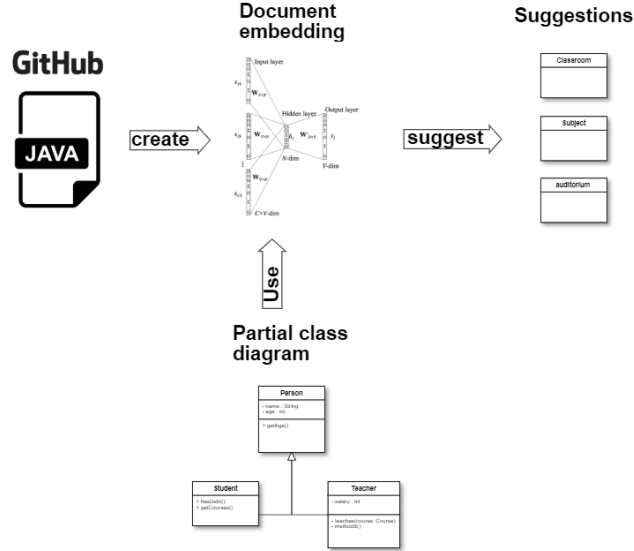 Document
embedding
Suggestions
GitHub
JAVA
create
Input layer
Hidden layer
Output layer
N-dim
V-dim
C×V-dim
suggest
Classroom
Subject
auditorium
Use
Partial class
diagram
Person
- name : String
- age : int
+ getAge()
Student
+ getCourses()
Teacher
- salary : int
- teaches(course: Course)
- method2()